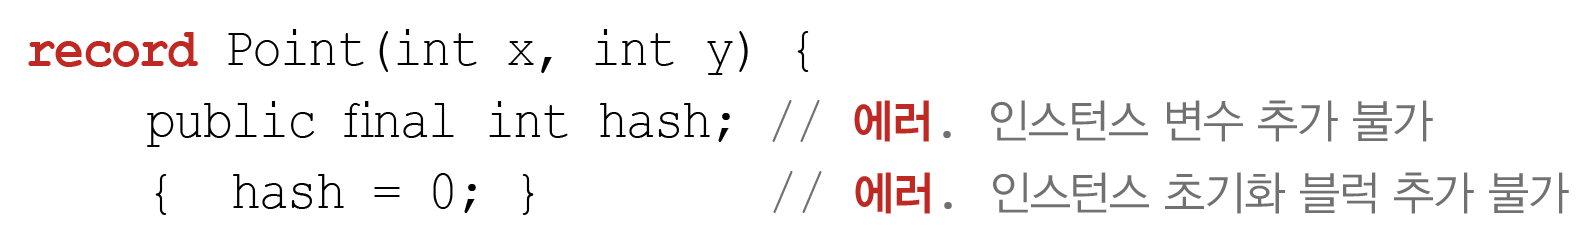 record Point(int x, int y) {
public final int hash; // 에러. 인스턴스 변수 추가 불가
{ hash = 0; } // 에러. 인스턴스 초기화 블럭 추가 불가